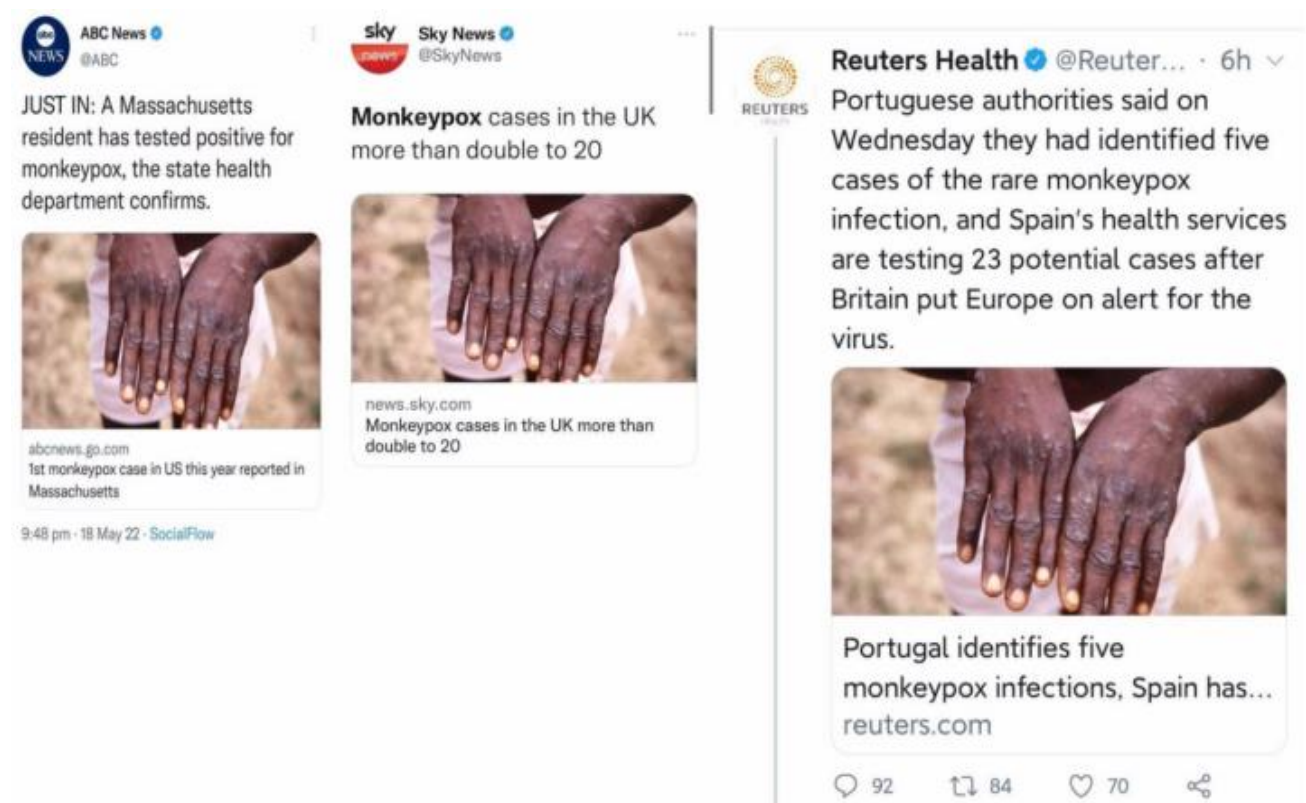 abc
NEWS
ABC News
@ABC
JUST IN: A Massachusetts
resident has tested positive for
monkeypox, the state health
department confirms.
abcnews.go.com
1st monkeypox case in US this year reported in
Massachusetts
9:48 pm · 18 May 22 · SocialFlow
sky
news
Sky News
@SkyNews
Monkeypox cases in the UK
more than double to 20
news.sky.com
Monkeypox cases in the UK more than
double to 20
REUTERS
HEALTH
Reuters Health @Reuter... · 6h
Portuguese authorities said on
Wednesday they had identified five
cases of the rare monkeypox
infection, and Spain's health services
are testing 23 potential cases after
Britain put Europe on alert for the
virus.
Portugal identifies five
monkeypox infections, Spain has...
reuters.com
92 84 70